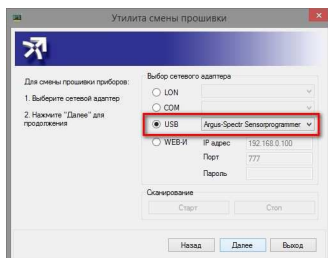 Утилита смены прошивки
Для смены прошивки приборов:
1. Выберите сетевой адаптер
2. Нажмите "Далее" для
продолжения
Выбор сетевого адаптера
LON
COM
USB Argus-Spectr Sensorprogrammer
WEB-И IP адрес 192.168.0.100
Порт 777
Пароль
Сканирование
Старт Стоп
Назад Далее Выход